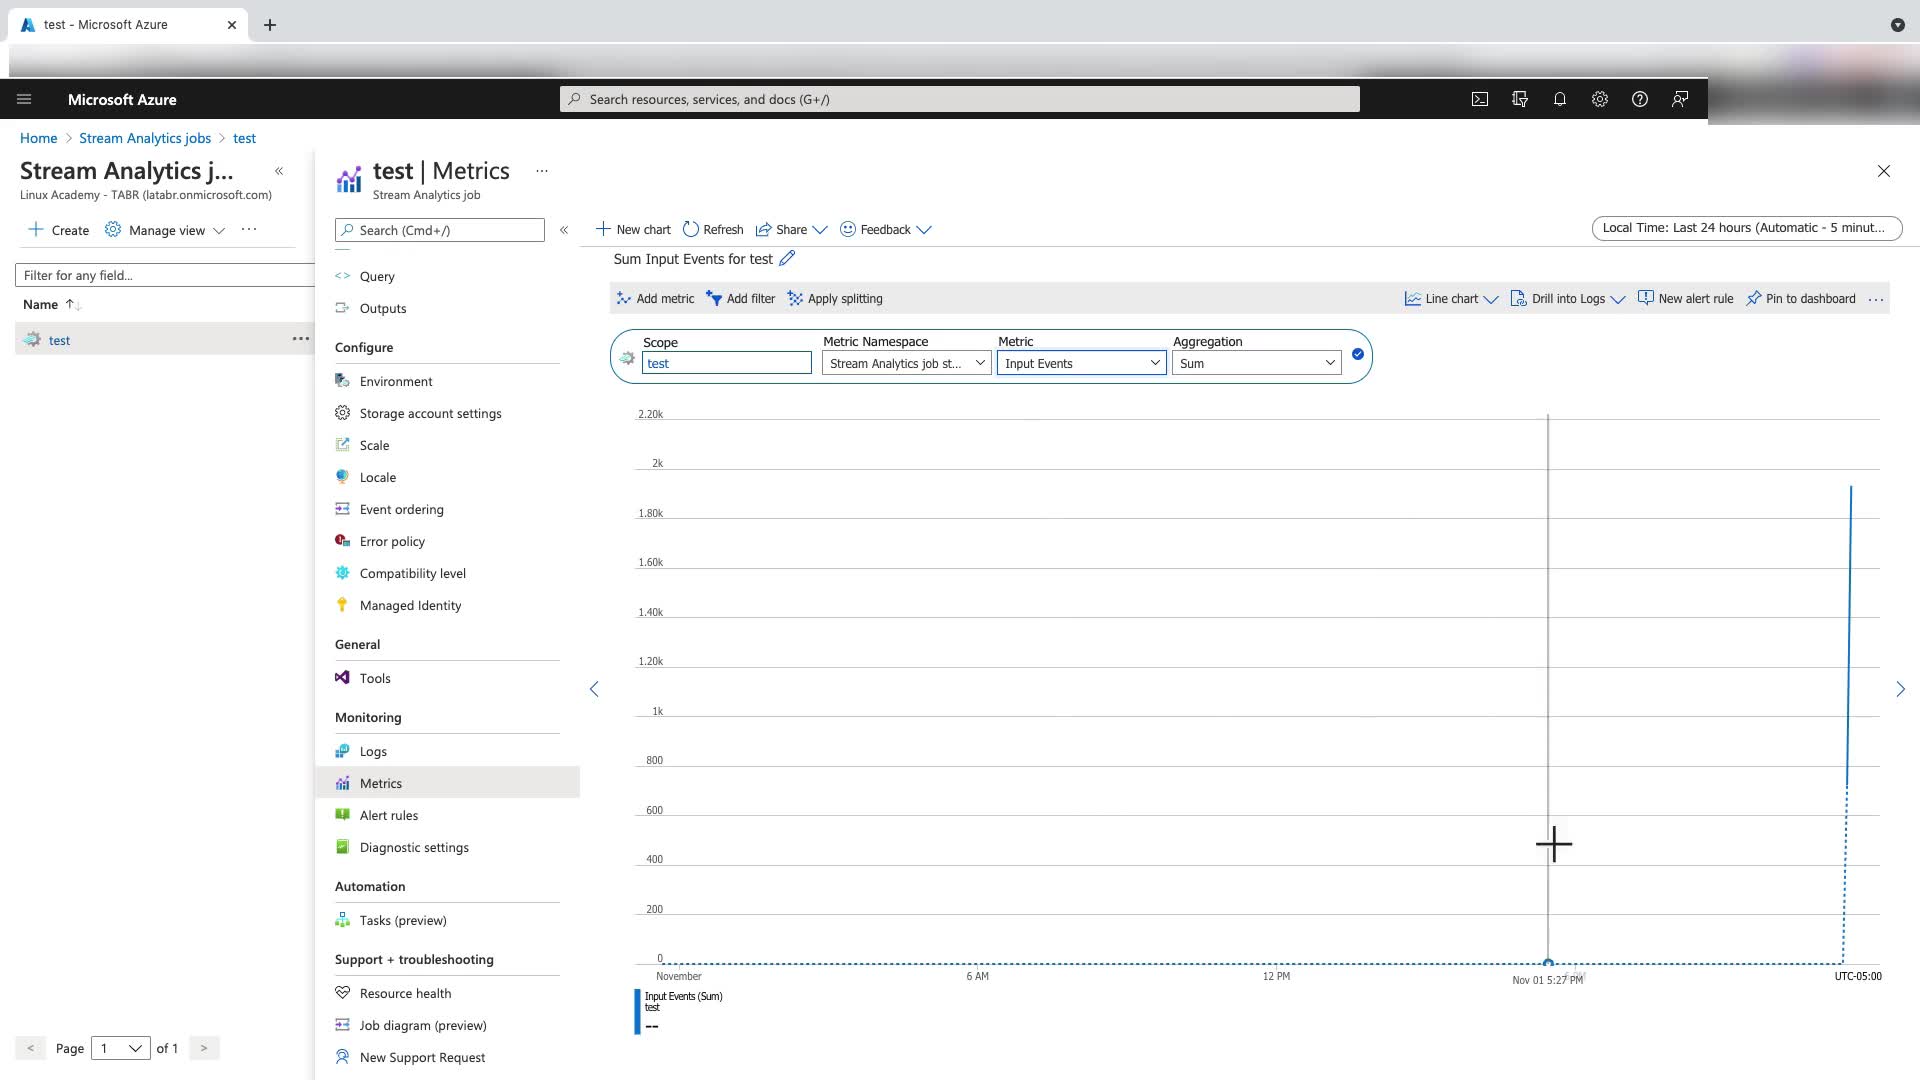 test - Microsoft Azure
Microsoft Azure
Search resources, services, and docs (G+/)
Home > Stream Analytics jobs > test
Stream Analytics j...
Linux Academy - TABR (latabr.onmicrosoft.com)
Create
Manage view
Filter for any field...
Name
test
Page 1 of 1
test | Metrics
Stream Analytics job
Search (Cmd+/)
Query
Outputs
Configure
Environment
Storage account settings
Scale
Locale
Event ordering
Error policy
Compatibility level
Managed Identity
General
Tools
Monitoring
Logs
Metrics
Alert rules
Diagnostic settings
Automation
Tasks (preview)
Support + troubleshooting
Resource health
Job diagram (preview)
New Support Request
New chart
Refresh
Share
Feedback
Local Time: Last 24 hours (Automatic - 5 minut...
Sum Input Events for test
Add metric
Add filter
Apply splitting
Line chart
Drill into Logs
New alert rule
Pin to dashboard
Scope
test
Metric Namespace
Stream Analytics job st...
Metric
Input Events
Aggregation
Sum
2.20k
2k
1.80k
1.60k
1.40k
1.20k
1k
800
600
400
200
0
November
6 AM
12 PM
Nov 01 5:27 PM
6 PM
UTC-05:00
Input Events (Sum)
test
--